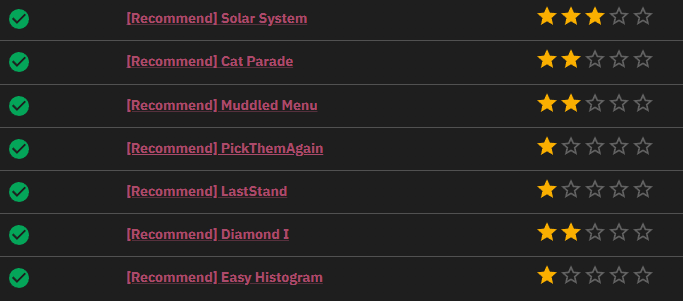 [Recommend] Solar System
[Recommend] Cat Parade
[Recommend] Muddled Menu
[Recommend] PickThemAgain
[Recommend] LastStand
[Recommend] Diamond I
[Recommend] Easy Histogram